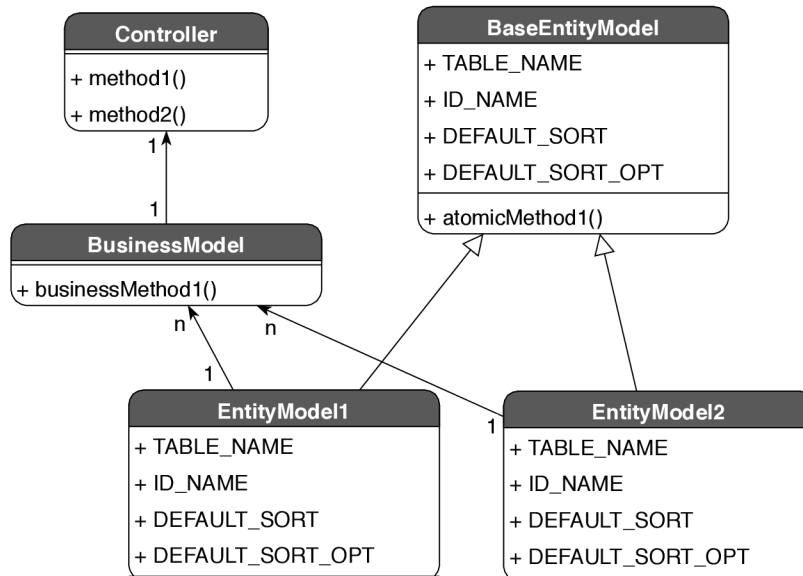 Controller
+ method1()
+ method2()
BaseEntityModel
+ TABLE_NAME
+ ID_NAME
+ DEFAULT_SORT
+ DEFAULT_SORT_OPT
+ atomicMethod1()
1
1
BusinessModel
+ businessMethod1()
n
n
1
1
EntityModel1
+ TABLE_NAME
+ ID_NAME
+ DEFAULT_SORT
+ DEFAULT_SORT_OPT
EntityModel2
+ TABLE_NAME
+ ID_NAME
+ DEFAULT_SORT
+ DEFAULT_SORT_OPT